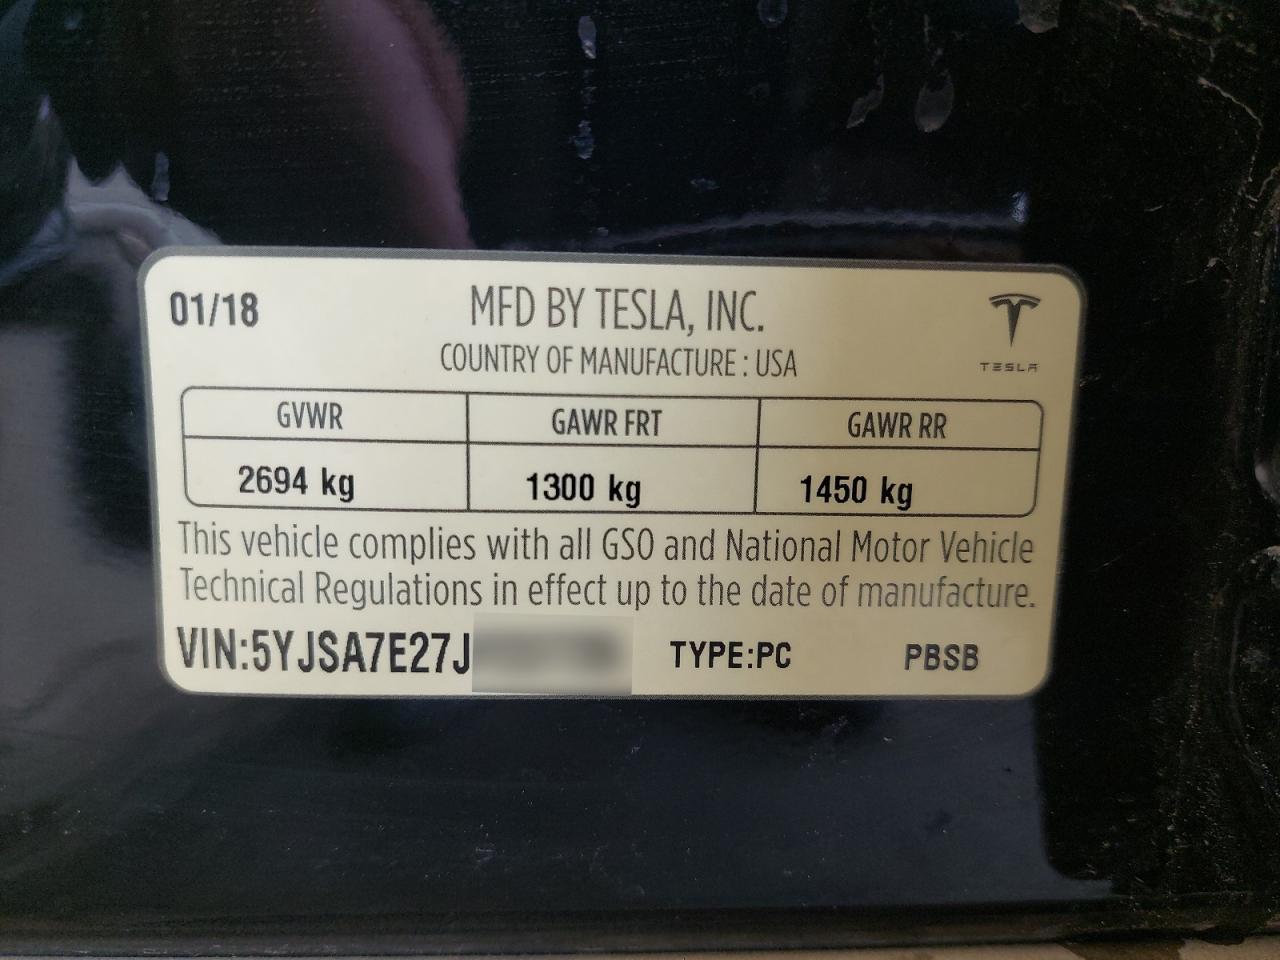 01/18 MFD BY TESLA, INC.
COUNTRY OF MANUFACTURE : USA
TESLA
GVWR GAWR FRT GAWR RR
2694 kg 1300 kg 1450 kg
This vehicle complies with all GSO and National Motor Vehicle
Technical Regulations in effect up to the date of manufacture.
VIN:5YJSA7E27J TYPE:PC PBSB